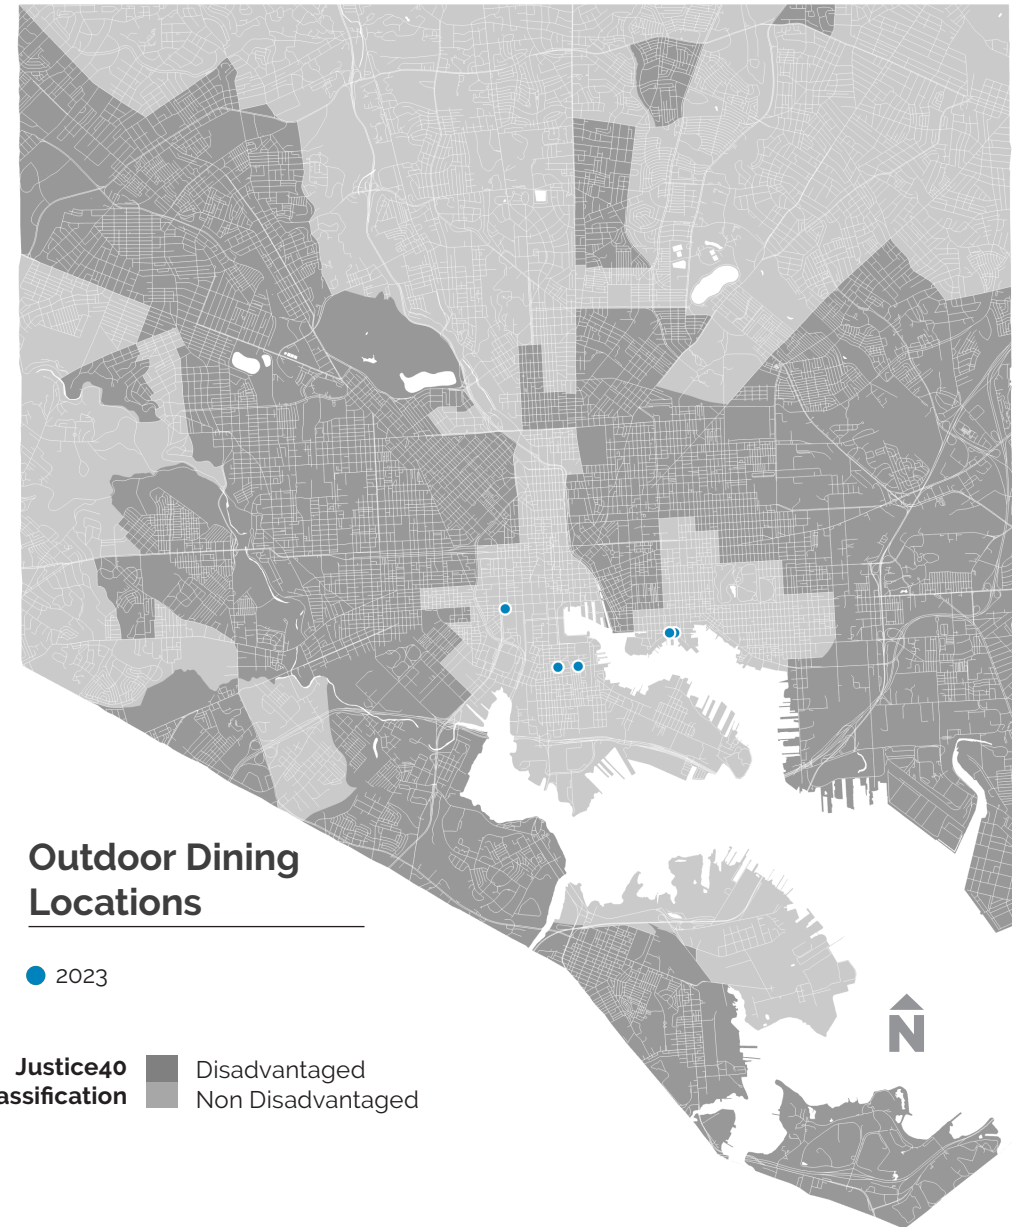 Outdoor Dining
Locations
2023
N
Justice40
assification
Disadvantaged
Non Disadvantaged